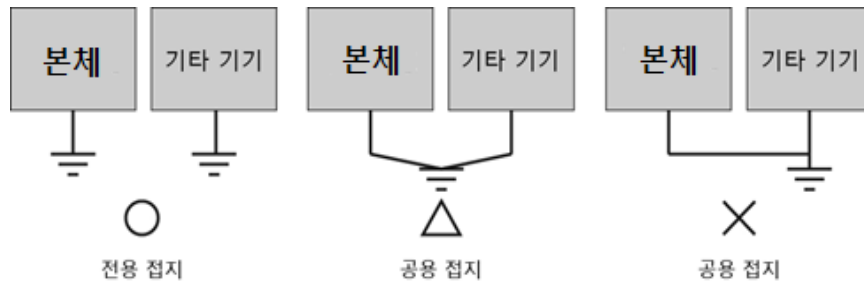 본체
기타 기기
본체
기타 기기
본체
기타 기기
전용 접지
공용 접지
공용 접지